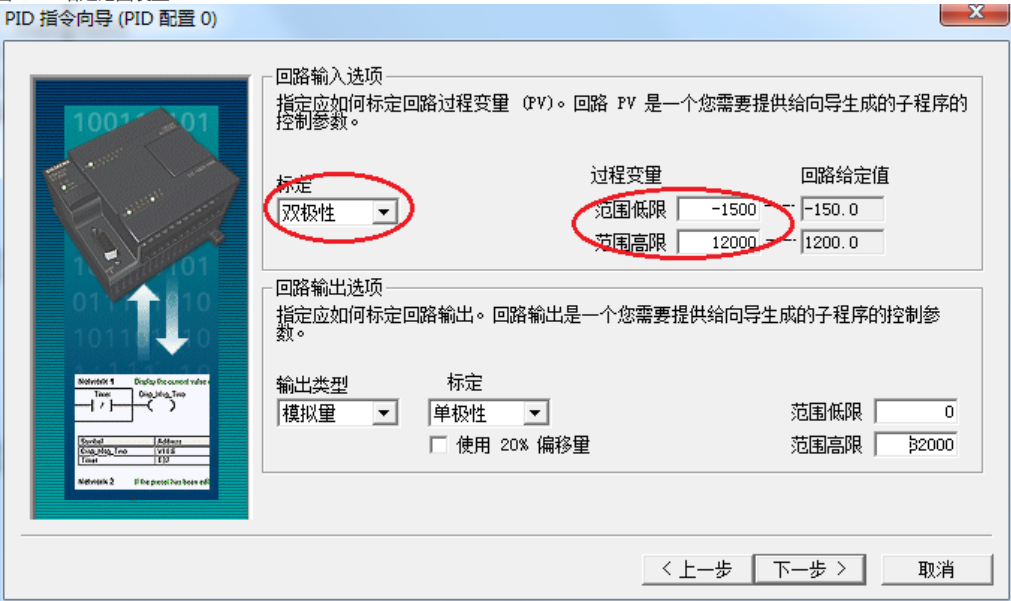 PID 指令向导 (PID 配置 0)
回路输入选项
指定应如何标定回路过程变量 (PV)。回路 PV 是一个您需要提供给向导生成的子程序的
控制参数。
标定
过程变量
回路给定值
双极性
范围低限
-1500
-150.0
范围高限
12000
1200.0
回路输出选项
指定应如何标定回路输出。回路输出是一个您需要提供给向导生成的子程序的控制参
数。
输出类型
标定
模拟量
单极性
范围低限
0
使用 20% 偏移量
范围高限
32000
Network 1
Timer
Symbol
Address
Timer
Network 2
< 上一步
下一步 >
取消